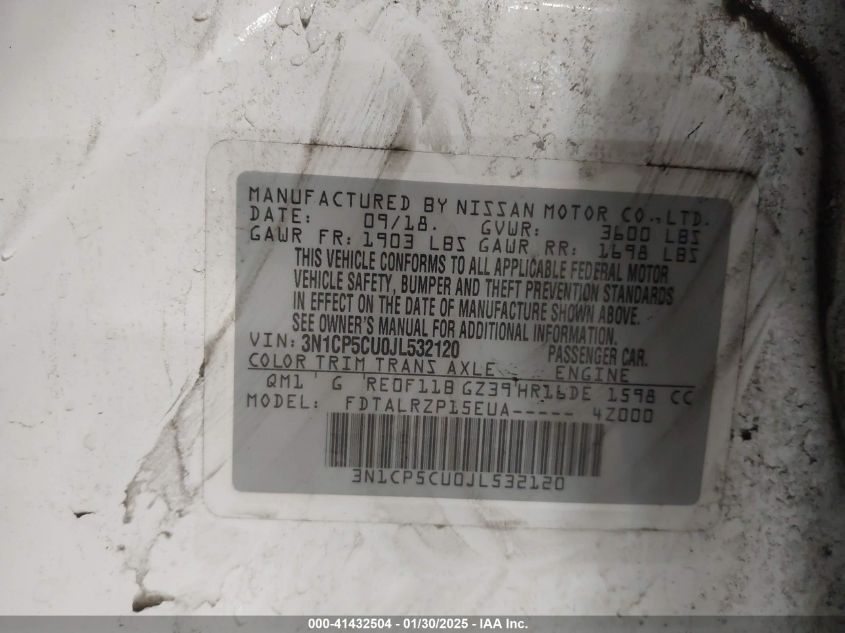 MANUFACTURED BY NISSAN MOTOR CO.,LTD.
DATE: 09/18. GVWR: 3600 LBS
GAWR FR: 1903 LBS GAWR RR: 1698 LBS
THIS VEHICLE CONFORMS TO ALL APPLICABLE FEDERAL MOTOR
VEHICLE SAFETY, BUMPER AND THEFT PREVENTION STANDARDS
IN EFFECT ON THE DATE OF MANUFACTURE SHOWN ABOVE.
SEE OWNER'S MANUAL FOR ADDITIONAL INFORMATION.
VIN: 3N1CP5CU0JL532120 PASSENGER CAR.
COLOR TRIM TRANS AXLE ENGINE
QM1 G RE0F11B GZ39 HR16DE 1598 CC
MODEL: FDTALRZP15EUA----- 4Z000
3N1CP5CU0JL532120
000-41432504 - 01/30/2025 - IAA Inc.